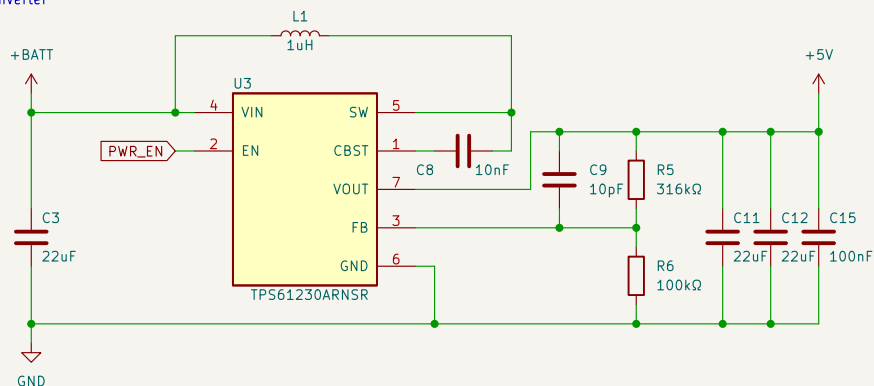 L1
1uH
+BATT
+5V
U3
4
VIN
SW
5
PWR_EN
2
EN
CBST
1
C8
10nF
VOUT
7
C9
10pF
R5
316kΩ
FB
3
C3
22uF
C11
22uF
C12
22uF
C15
100nF
GND
6
R6
100kΩ
TPS61230ARNSR
GND